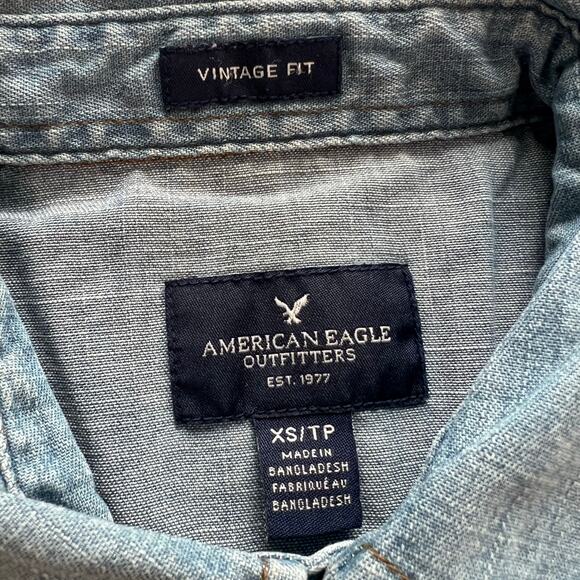 VINTAGE FIT
AMERICAN EAGLE
OUTFITTERS
EST. 1977
XS/TP
MADE IN
BANGLADESH
FABRIQUÉ AU
BANGLADESH